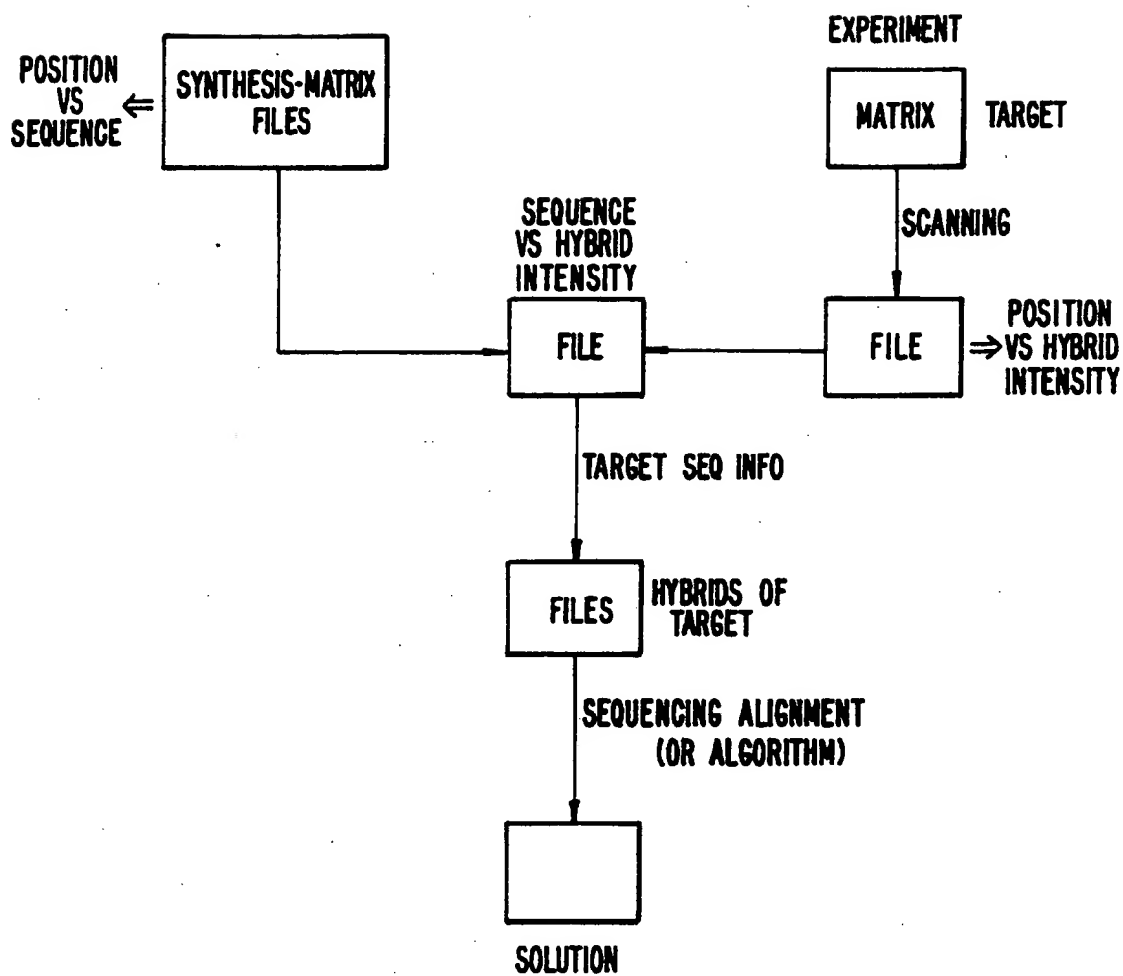 EXPERIMENT
POSITION
VS
SEQUENCE
SYNTHESIS-MATRIX
FILES
MATRIX
TARGET
SCANNING
SEQUENCE
VS HYBRID
INTENSITY
FILE
FILE
POSITION
VS HYBRID
INTENSITY
TARGET SEQ INFO
FILES
HYBRIDS OF
TARGET
SEQUENCING ALIGNMENT
(OR ALGORITHM)
SOLUTION